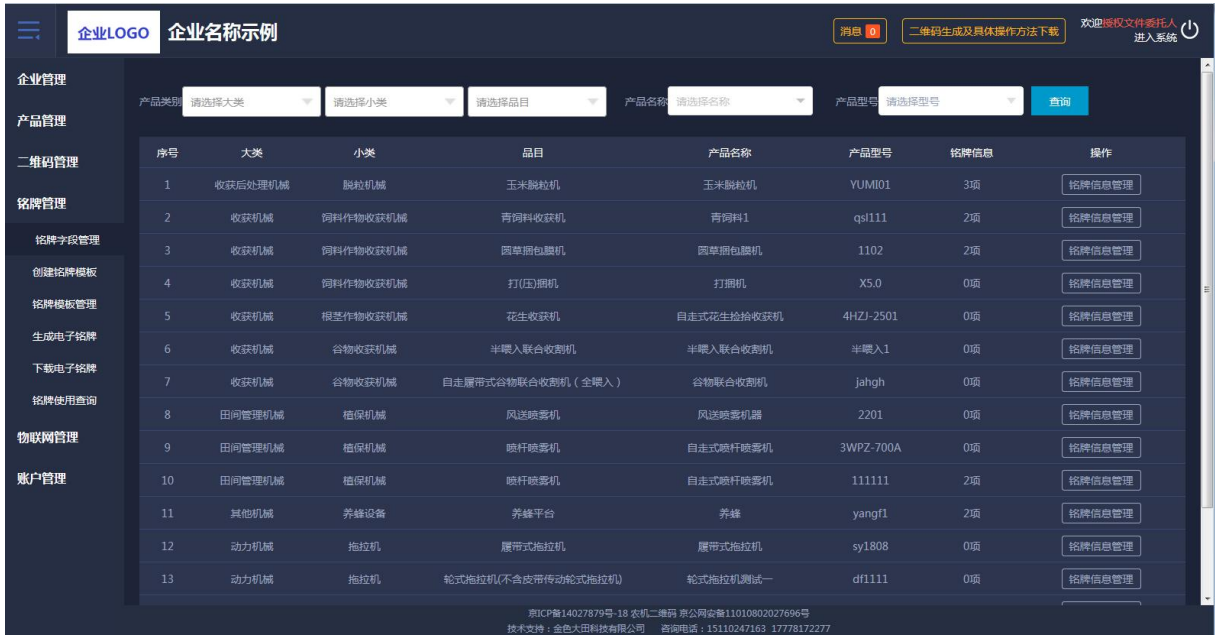 企业LOGO 企业名称示例 消息 0 二维码生成及具体操作方法下载 欢迎授权文件委托人
进入系统
企业管理
产品管理
二维码管理
铭牌管理
铭牌字段管理
创建铭牌模板
铭牌模板管理
生成电子铭牌
下载电子铭牌
铭牌使用查询
物联网管理
账户管理
产品类别 请选择大类 请选择小类 请选择品目 产品名称 请选择名称 产品型号 请选择型号 查询
序号 大类 小类 品目 产品名称 产品型号 铭牌信息 操作
1 收获后处理机械 脱粒机械 玉米脱粒机 玉米脱粒机 YUMI01 3项 铭牌信息管理
2 收获机械 饲料作物收获机械 青饲料收获机 青饲料1 qsl111 2项 铭牌信息管理
3 收获机械 饲料作物收获机械 圆草捆包膜机 圆草捆包膜机 1102 2项 铭牌信息管理
4 收获机械 饲料作物收获机械 打(压)捆机 打捆机 X5.0 0项 铭牌信息管理
5 收获机械 根茎作物收获机械 花生收获机 自走式花生捡拾收获机 4HZJ-2501 0项 铭牌信息管理
6 收获机械 谷物收获机械 半喂入联合收割机 半喂入联合收割机 半喂入1 0项 铭牌信息管理
7 收获机械 谷物收获机械 自走履带式谷物联合收割机（全喂入） 谷物联合收割机 jahgh 0项 铭牌信息管理
8 田间管理机械 植保机械 风送喷雾机 风送喷雾机器 2201 0项 铭牌信息管理
9 田间管理机械 植保机械 喷杆喷雾机 自走式喷杆喷雾机 3WPZ-700A 0项 铭牌信息管理
10 田间管理机械 植保机械 喷杆喷雾机 自走式喷杆喷雾机 111111 2项 铭牌信息管理
11 其他机械 养蜂设备 养蜂平台 养蜂 yangf1 2项 铭牌信息管理
12 动力机械 拖拉机 履带式拖拉机 履带式拖拉机 sy1808 0项 铭牌信息管理
13 动力机械 拖拉机 轮式拖拉机(不含皮带传动轮式拖拉机) 轮式拖拉机测试一 df1111 0项 铭牌信息管理
京ICP备14027879号-18 农机二维码 京公网安备11010802027696号
技术支持：金色大田科技有限公司 咨询电话：15110247163 17778172277